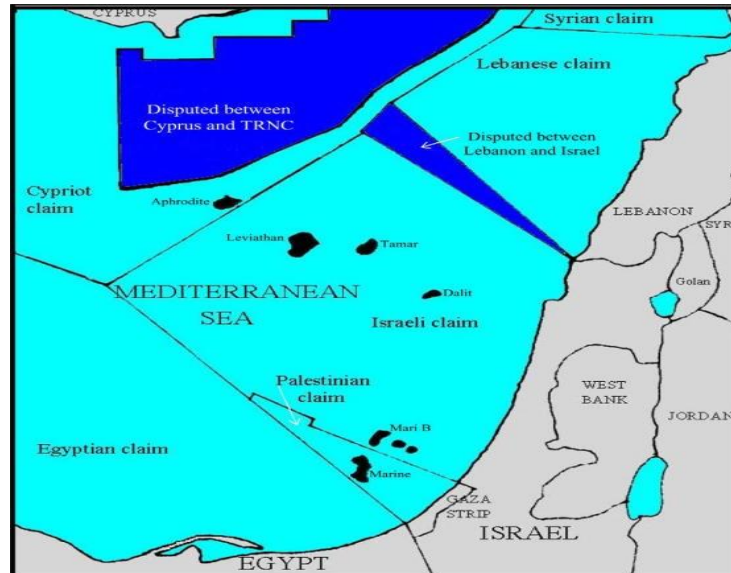 CYPRUS
Syrian claim
Lebanese claim
Disputed between
Cyprus and TRNC
Disputed between
Lebanon and Israel
Cypriot
claim
Aphrodite
LEBANON
SYR
Leviathan
Tamar
Golan
MEDITERRANEAN
SEA
Dalit
Israeli claim
Palestinian
claim
WEST
BANK
JORDAN
Egyptian claim
Mari B
Marine
GAZA
STRIP
ISRAEL
EGYPT